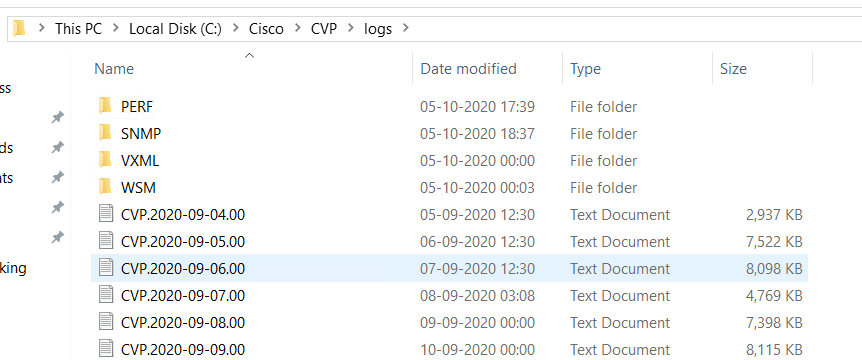 This PC > Local Disk (C:) > Cisco > CVP > logs >
Name Date modified Type Size
ss
PERF 05-10-2020 17:39 File folder
SNMP 05-10-2020 18:37 File folder
ds
VXML 05-10-2020 00:00 File folder
nts
WSM 05-10-2020 00:03 File folder
CVP.2020-09-04.00 05-09-2020 12:30 Text Document 2,937 KB
CVP.2020-09-05.00 06-09-2020 12:30 Text Document 7,522 KB
king
CVP.2020-09-06.00 07-09-2020 12:30 Text Document 8,098 KB
CVP.2020-09-07.00 08-09-2020 03:08 Text Document 4,769 KB
CVP.2020-09-08.00 09-09-2020 00:00 Text Document 7,398 KB
CVP.2020-09-09.00 10-09-2020 00:00 Text Document 8,115 KB